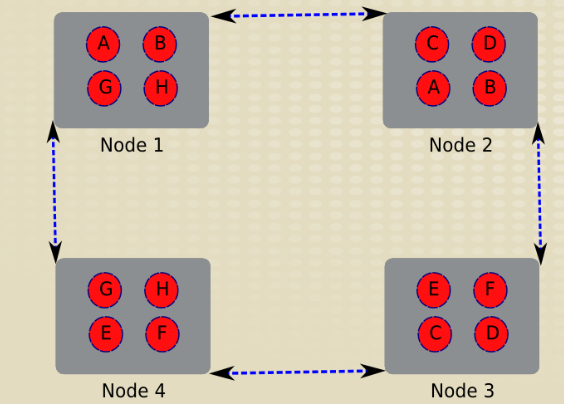 A B C D
G H A B
Node 1 Node 2
G H E F
E F C D
Node 4 Node 3